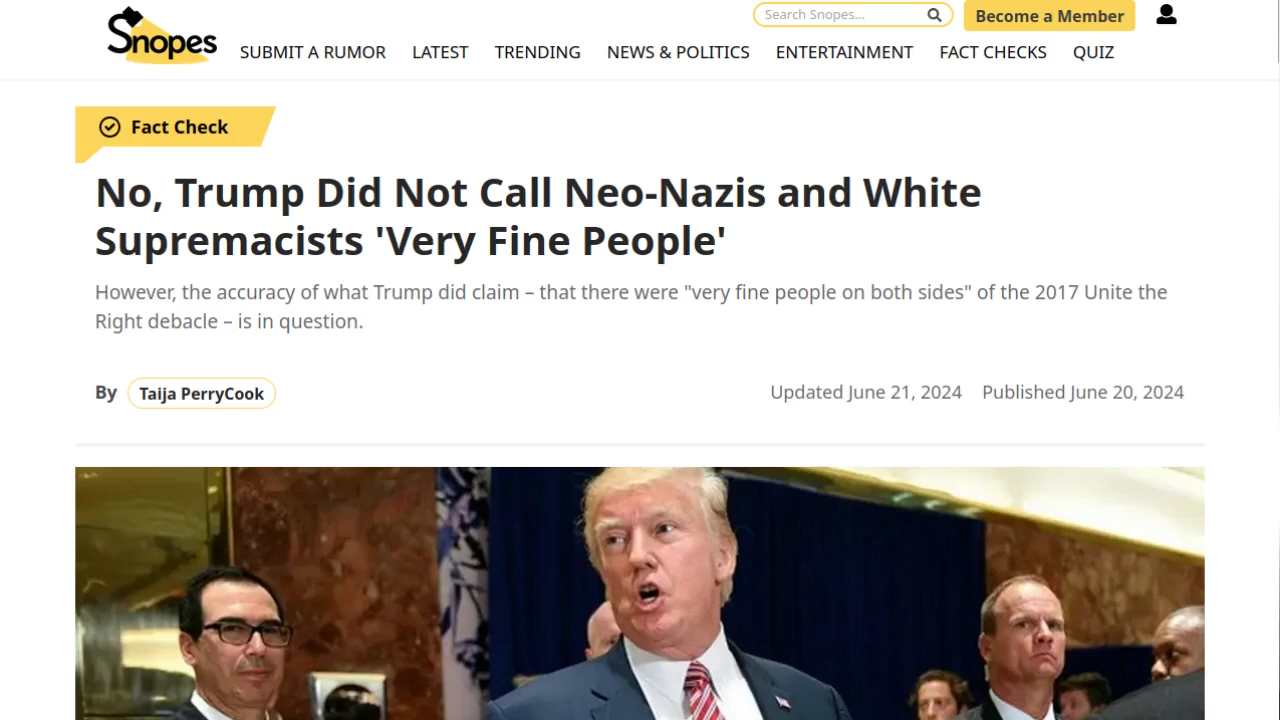 Snopes
Search Snopes...
Become a Member
SUBMIT A RUMOR LATEST TRENDING NEWS & POLITICS ENTERTAINMENT FACT CHECKS QUIZ
Fact Check
No, Trump Did Not Call Neo-Nazis and White
Supremacists 'Very Fine People'
However, the accuracy of what Trump did claim – that there were "very fine people on both sides" of the 2017 Unite the
Right debacle – is in question.
By Taija PerryCook
Updated June 21, 2024 Published June 20, 2024